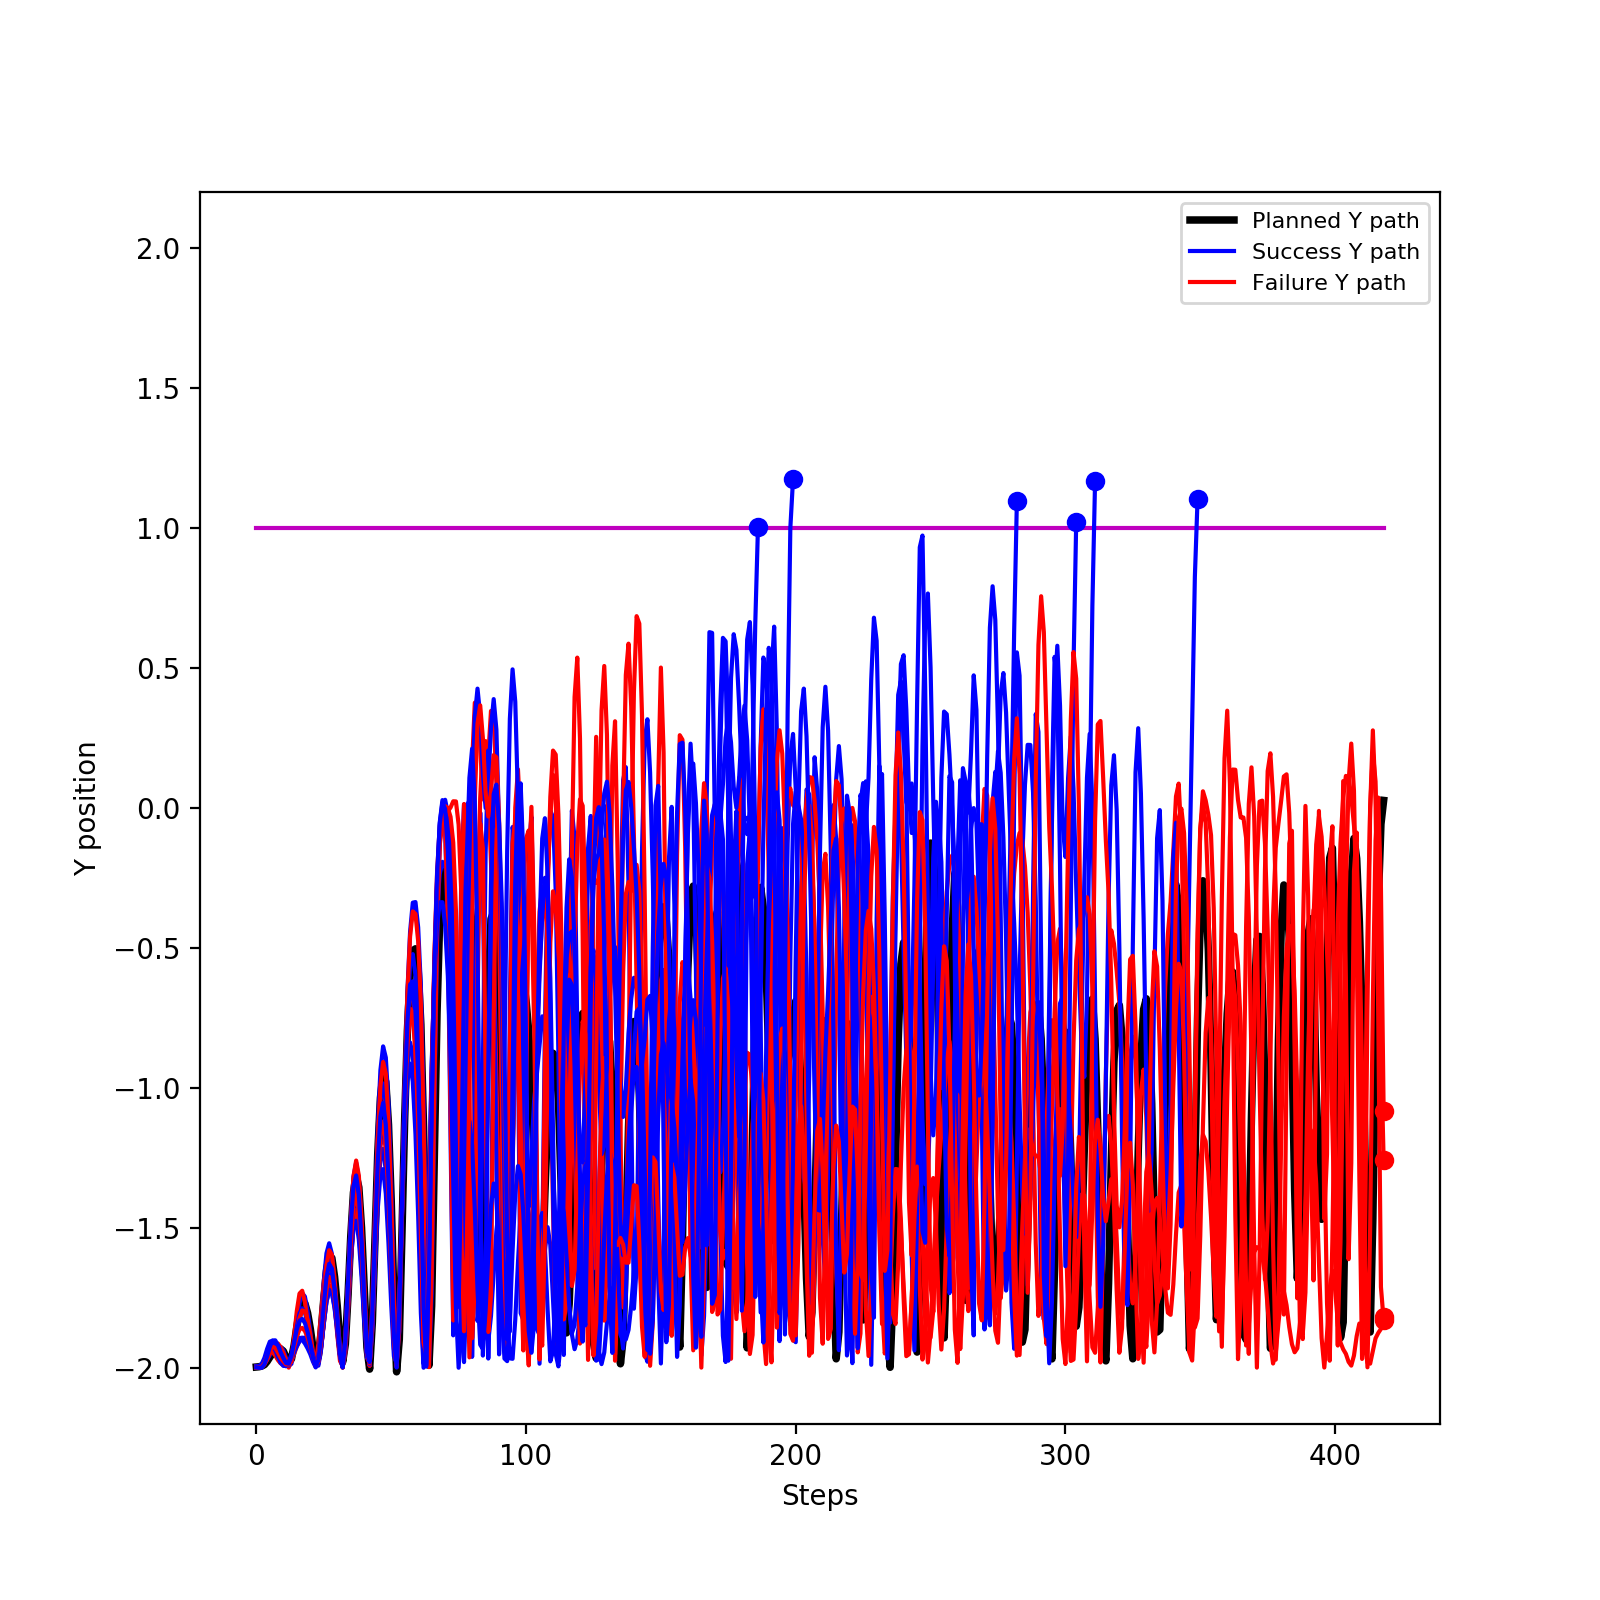 Planned Y path
Success Y path
Failure Y path
2.0
1.5
1.0
0.5
0.0
−0.5
−1.0
−1.5
−2.0
Y position
0 100 200 300 400
Steps